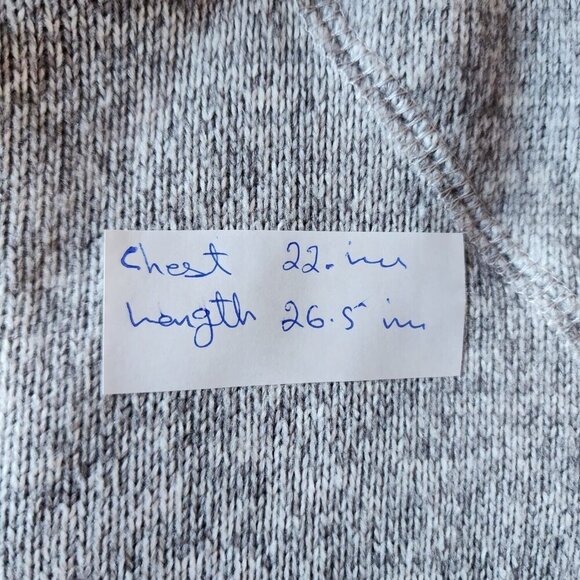 Chest 22. in
Length 26.5 in